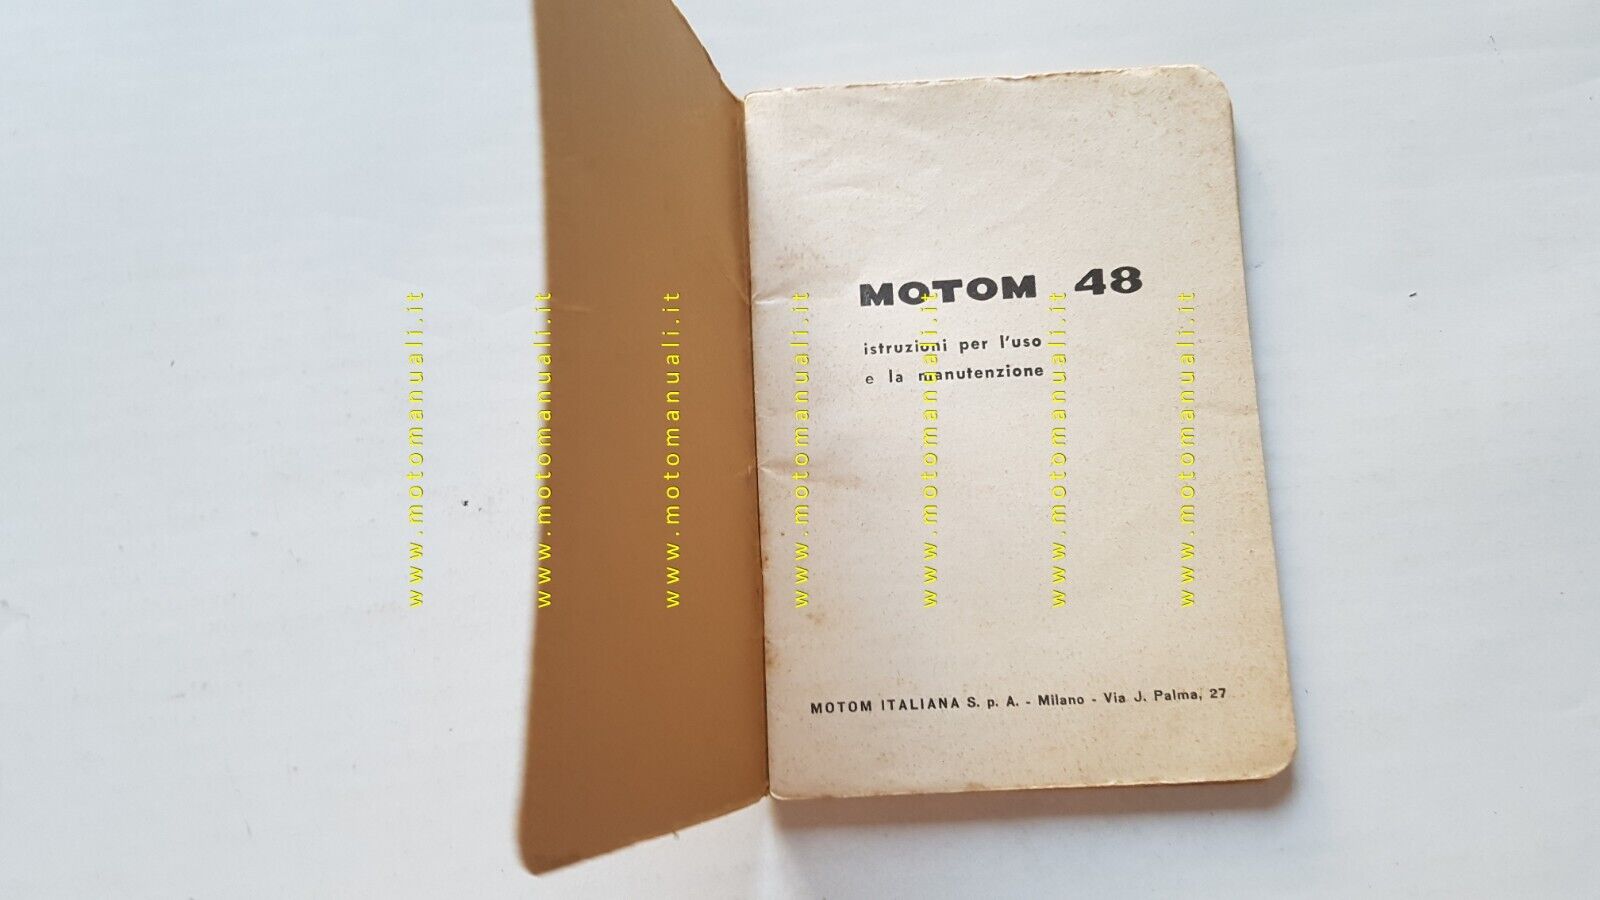 MOTOM 48
istruzioni per l'uso
e la manutenzione
MOTOM ITALIANA S. p. A. - Milano - Via J. Palma, 27
www.motomanuali.it
www.motomanuali.it
www.motomanuali.it
www.motomanuali.it
www.motomanuali.it
www.motomanuali.it
www.motomanuali.it